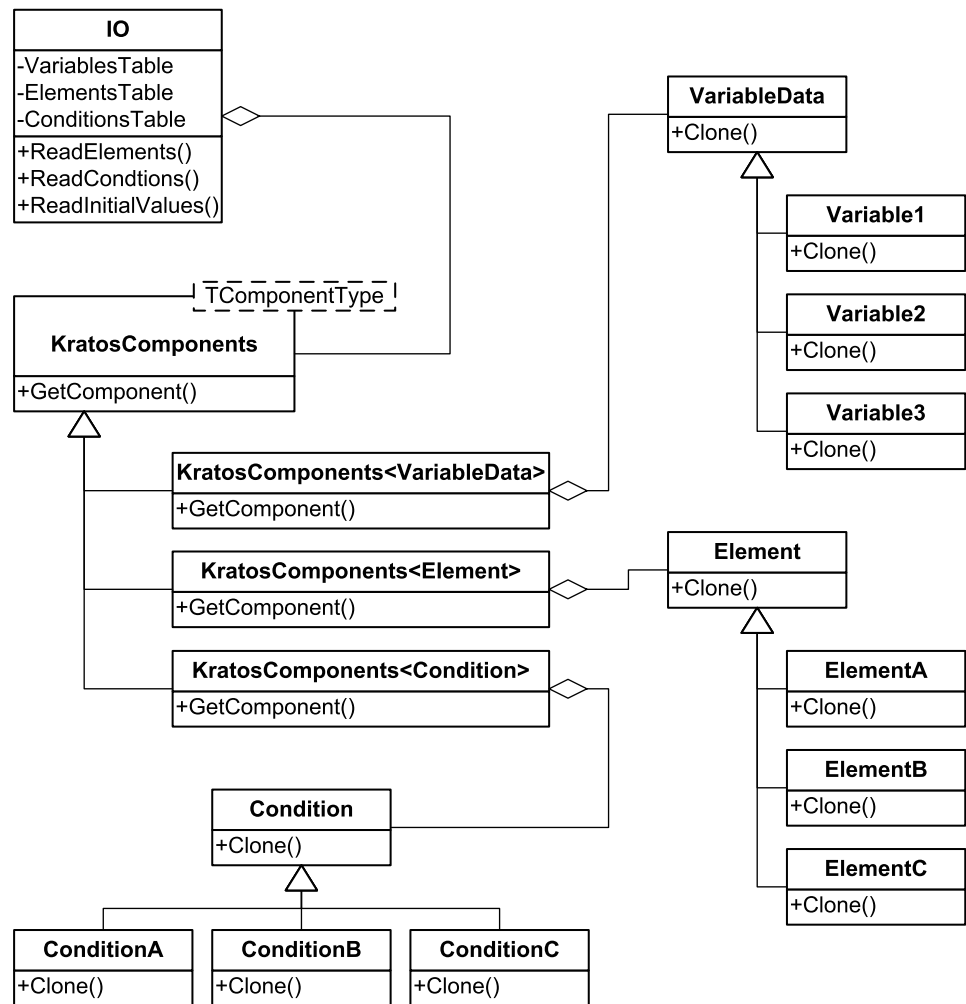 IO
-VariablesTable
-ElementsTable
-ConditionsTable
+ReadElements()
+ReadCondtions()
+ReadInitialValues()
TComponentType
KratosComponents
+GetComponent()
KratosComponents<VariableData>
+GetComponent()
KratosComponents<Element>
+GetComponent()
KratosComponents<Condition>
+GetComponent()
VariableData
+Clone()
Variable1
+Clone()
Variable2
+Clone()
Variable3
+Clone()
Element
+Clone()
ElementA
+Clone()
ElementB
+Clone()
ElementC
+Clone()
Condition
+Clone()
ConditionA
+Clone()
ConditionB
+Clone()
ConditionC
+Clone()